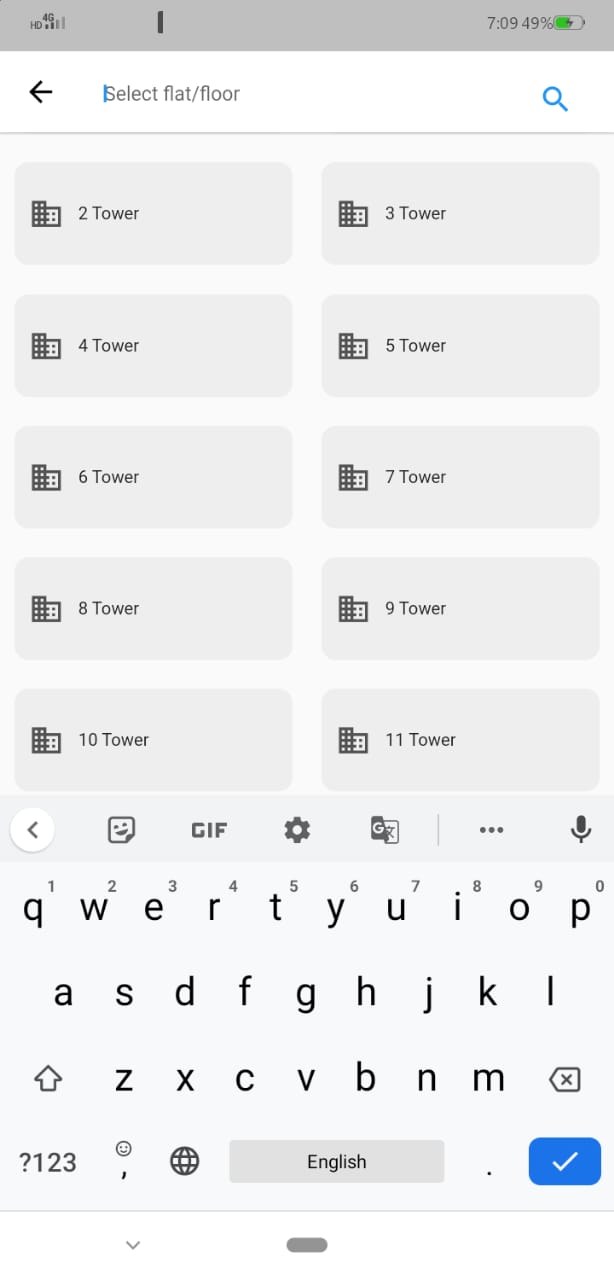 HD 4G 7:09 49%
Select flat/floor
2 Tower 3 Tower
4 Tower 5 Tower
6 Tower 7 Tower
8 Tower 9 Tower
10 Tower 11 Tower
GIF G文
1 2 3 4 5 6 7 8 9 0
q w e r t y u i o p
a s d f g h j k l
z x c v b n m
?123 , English .